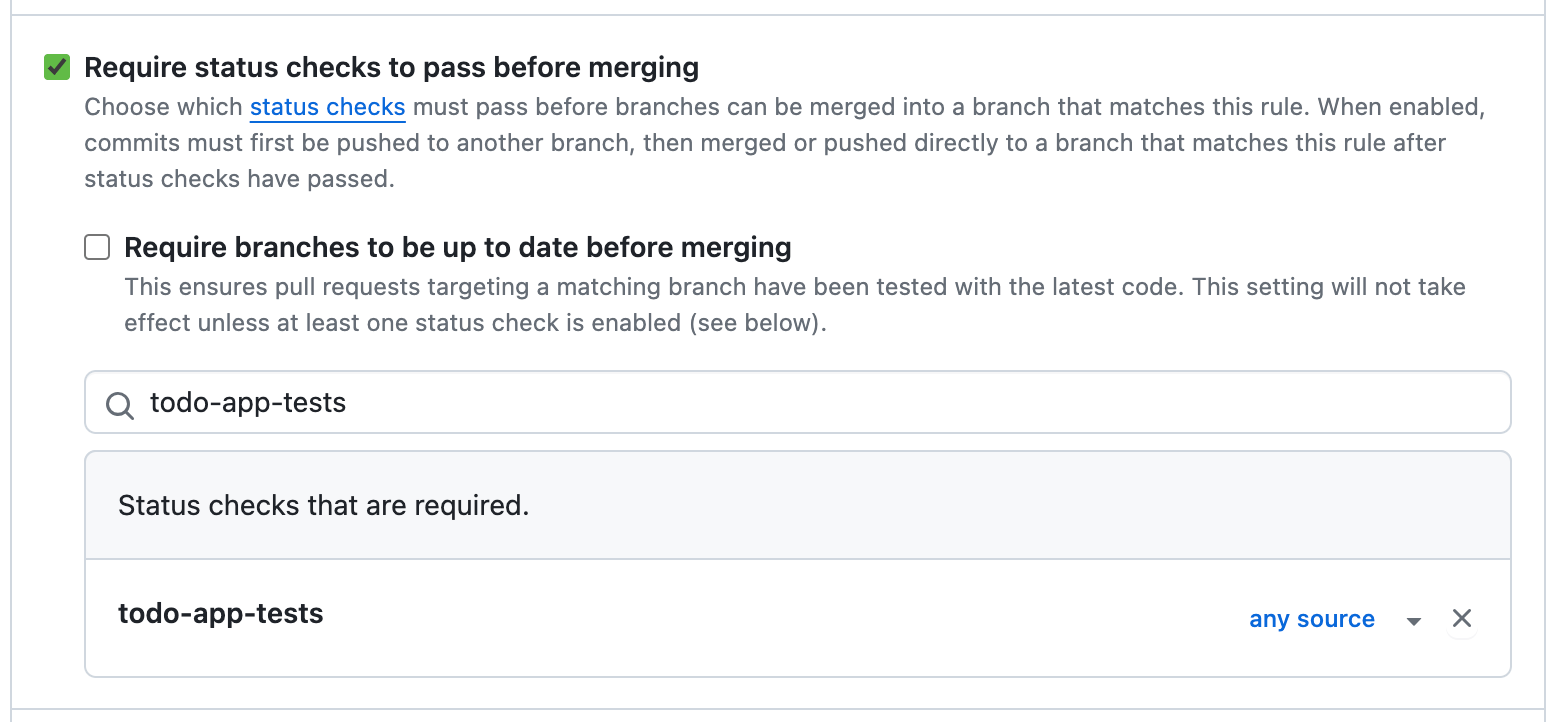 Require status checks to pass before merging
Choose which status checks must pass before branches can be merged into a branch that matches this rule. When enabled,
commits must first be pushed to another branch, then merged or pushed directly to a branch that matches this rule after
status checks have passed.
Require branches to be up to date before merging
This ensures pull requests targeting a matching branch have been tested with the latest code. This setting will not take
effect unless at least one status check is enabled (see below).
todo-app-tests
Status checks that are required.
todo-app-tests
any source